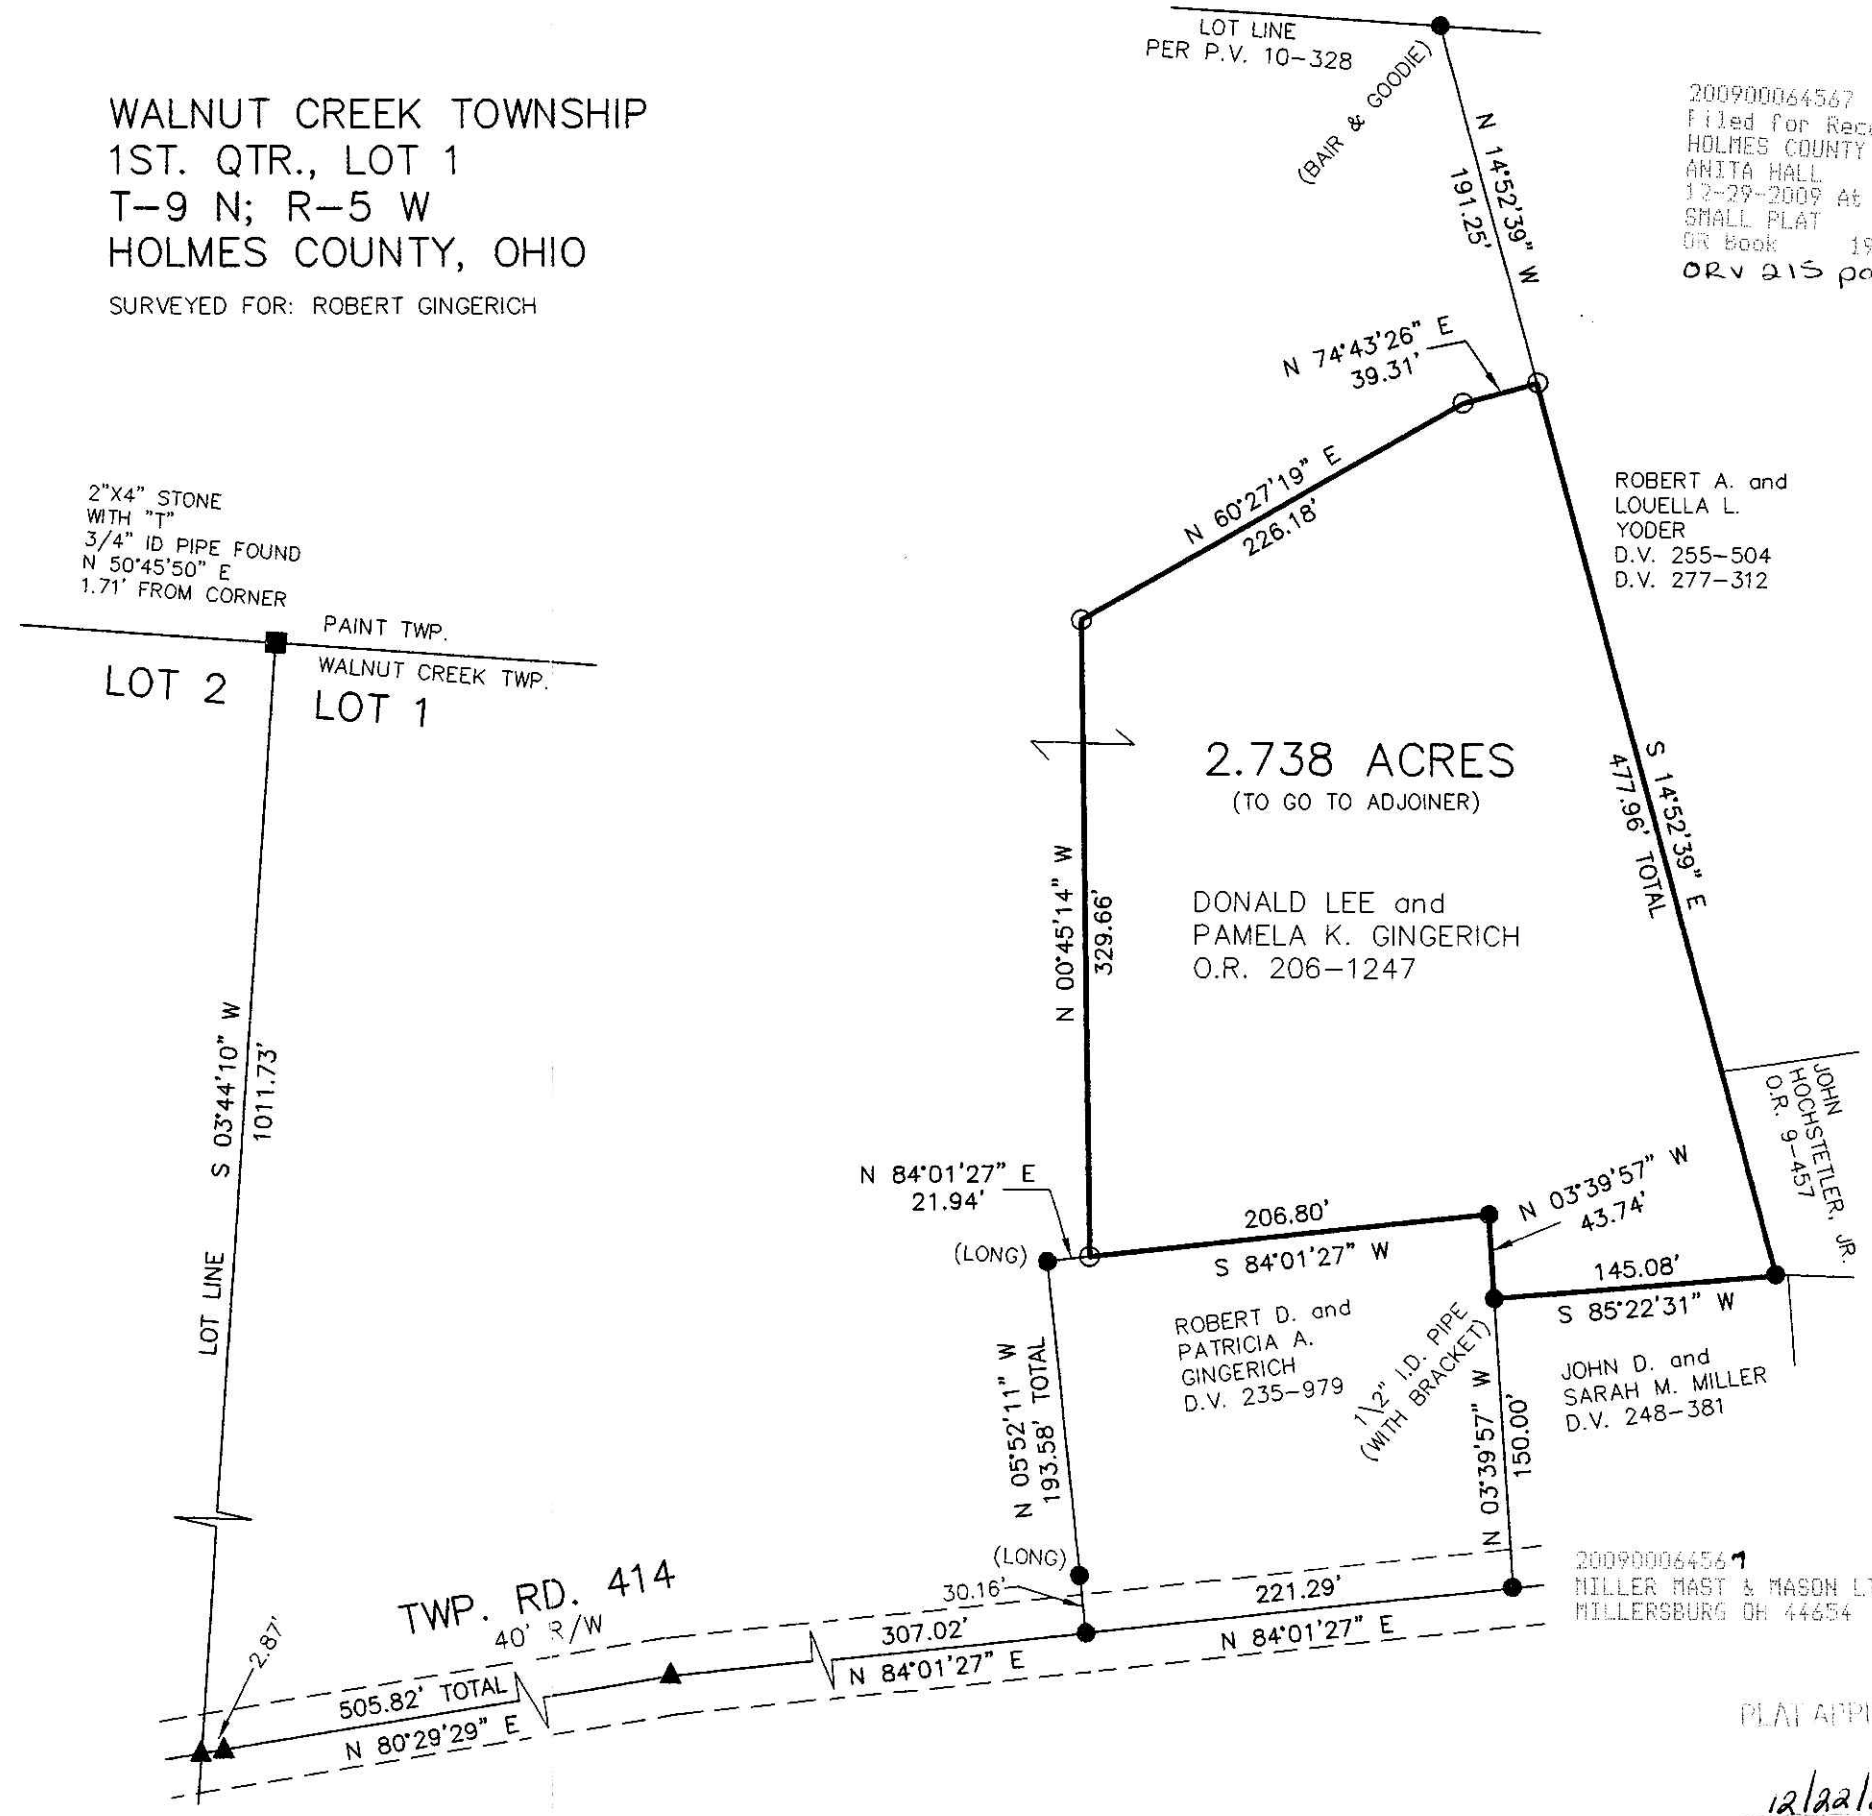 LOT LINE
PER P.V. 10-328
(BAIR & GOODIE)
N 14°52'39" W
191.25'
WALNUT CREEK TOWNSHIP
1ST. QTR., LOT 1
T-9 N; R-5 W
HOLMES COUNTY, OHIO
SURVEYED FOR: ROBERT GINGERICH
200900064567
Filed for
HOLMES COUNTY
ANITA HALL
12-29-2009 At
SMALL PLAT
OR Book 19
ORV 215
N 74°43'26" E
39.31'
N 60°27'19" E
226.18'
ROBERT A. and
LOUELLA L.
YODER
D.V. 255-504
D.V. 277-312
2"X4" STONE
WITH "T"
3/4" ID PIPE FOUND
N 50°45'50" E
1.71' FROM CORNER
PAINT TWP.
WALNUT CREEK TWP.
LOT 2
LOT 1
2.738 ACRES
(TO GO TO ADJOINER)
S 14°52'39" E
477.96' TOTAL
DONALD LEE and
PAMELA K. GINGERICH
O.R. 206-1247
N 00°45'14" W
329.66'
LOT LINE S 03°44'10" W
1011.73'
JOHN
HOCHSTETLER, JR.
O.R. 9-457
N 84°01'27" E
21.94'
(LONG)
206.80'
S 84°01'27" W
N 03°39'57" W
43.74'
145.08'
S 85°22'31" W
ROBERT D. and
PATRICIA A.
GINGERICH
D.V. 235-979
1\2" I.D. PIPE
(WITH BRACKET)
JOHN D. and
SARAH M. MILLER
D.V. 248-381
N 05°52'11" W
193.58' TOTAL
N 03°39'57" W
150.00'
(LONG)
30.16'
TWP. RD. 414
40' R/W
307.02'
N 84°01'27" E
221.29'
N 84°01'27" E
2.87'
505.82' TOTAL
N 80°29'29" E
200900064567
MILLER MAST & MASON
MILLERSBURG OH 44654
PLAT
12/22/